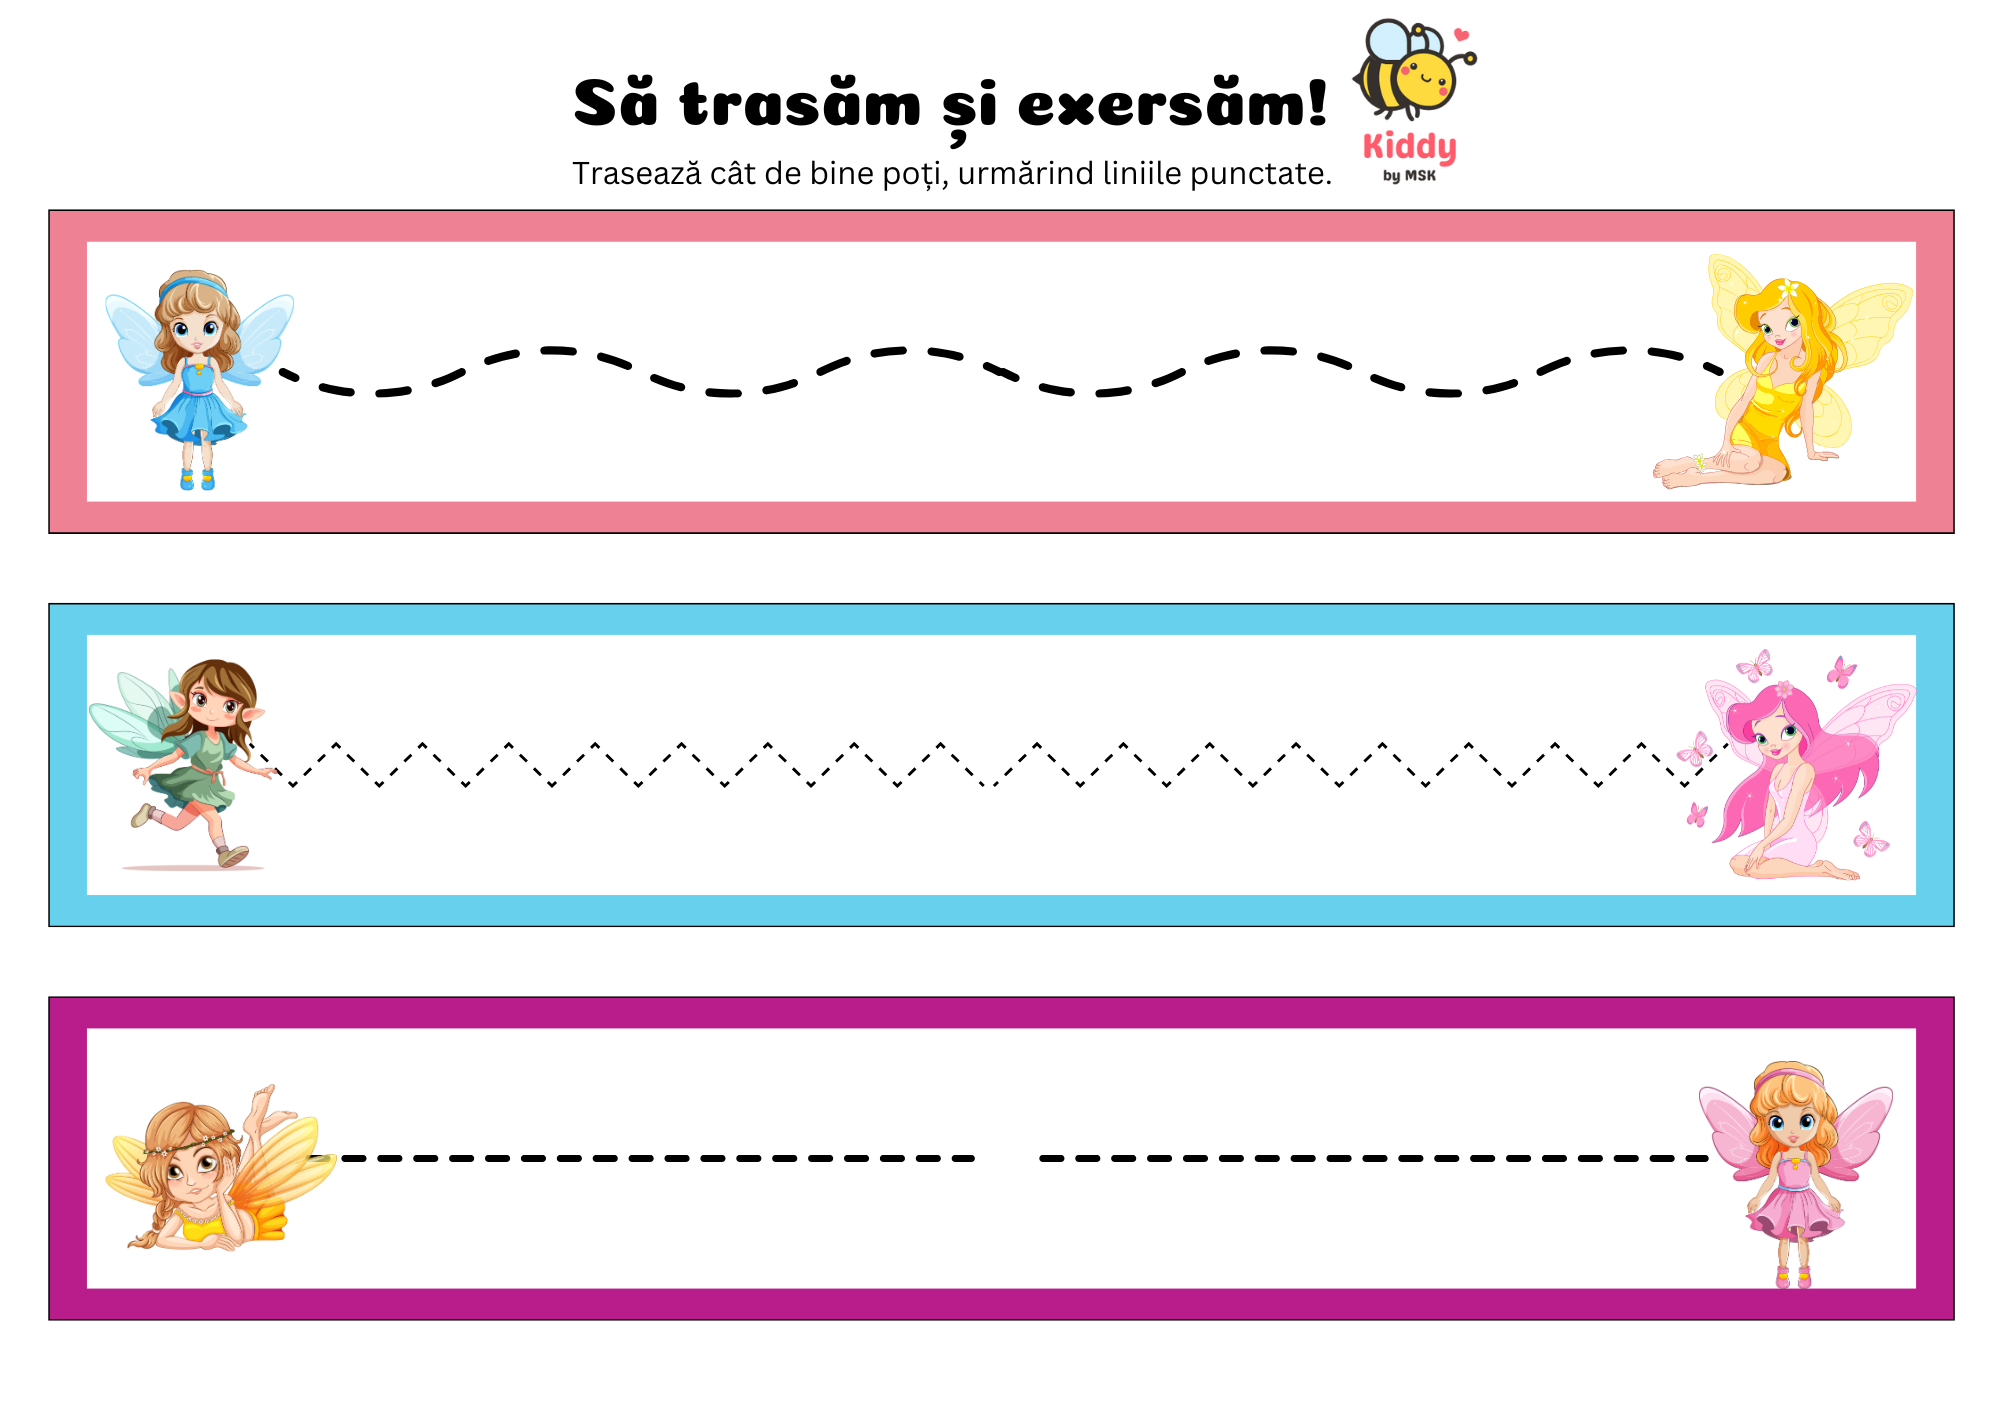 Să trasăm și exersăm!
Trasează cât de bine poți, urmărind liniile punctate.
Kiddy
by MSK